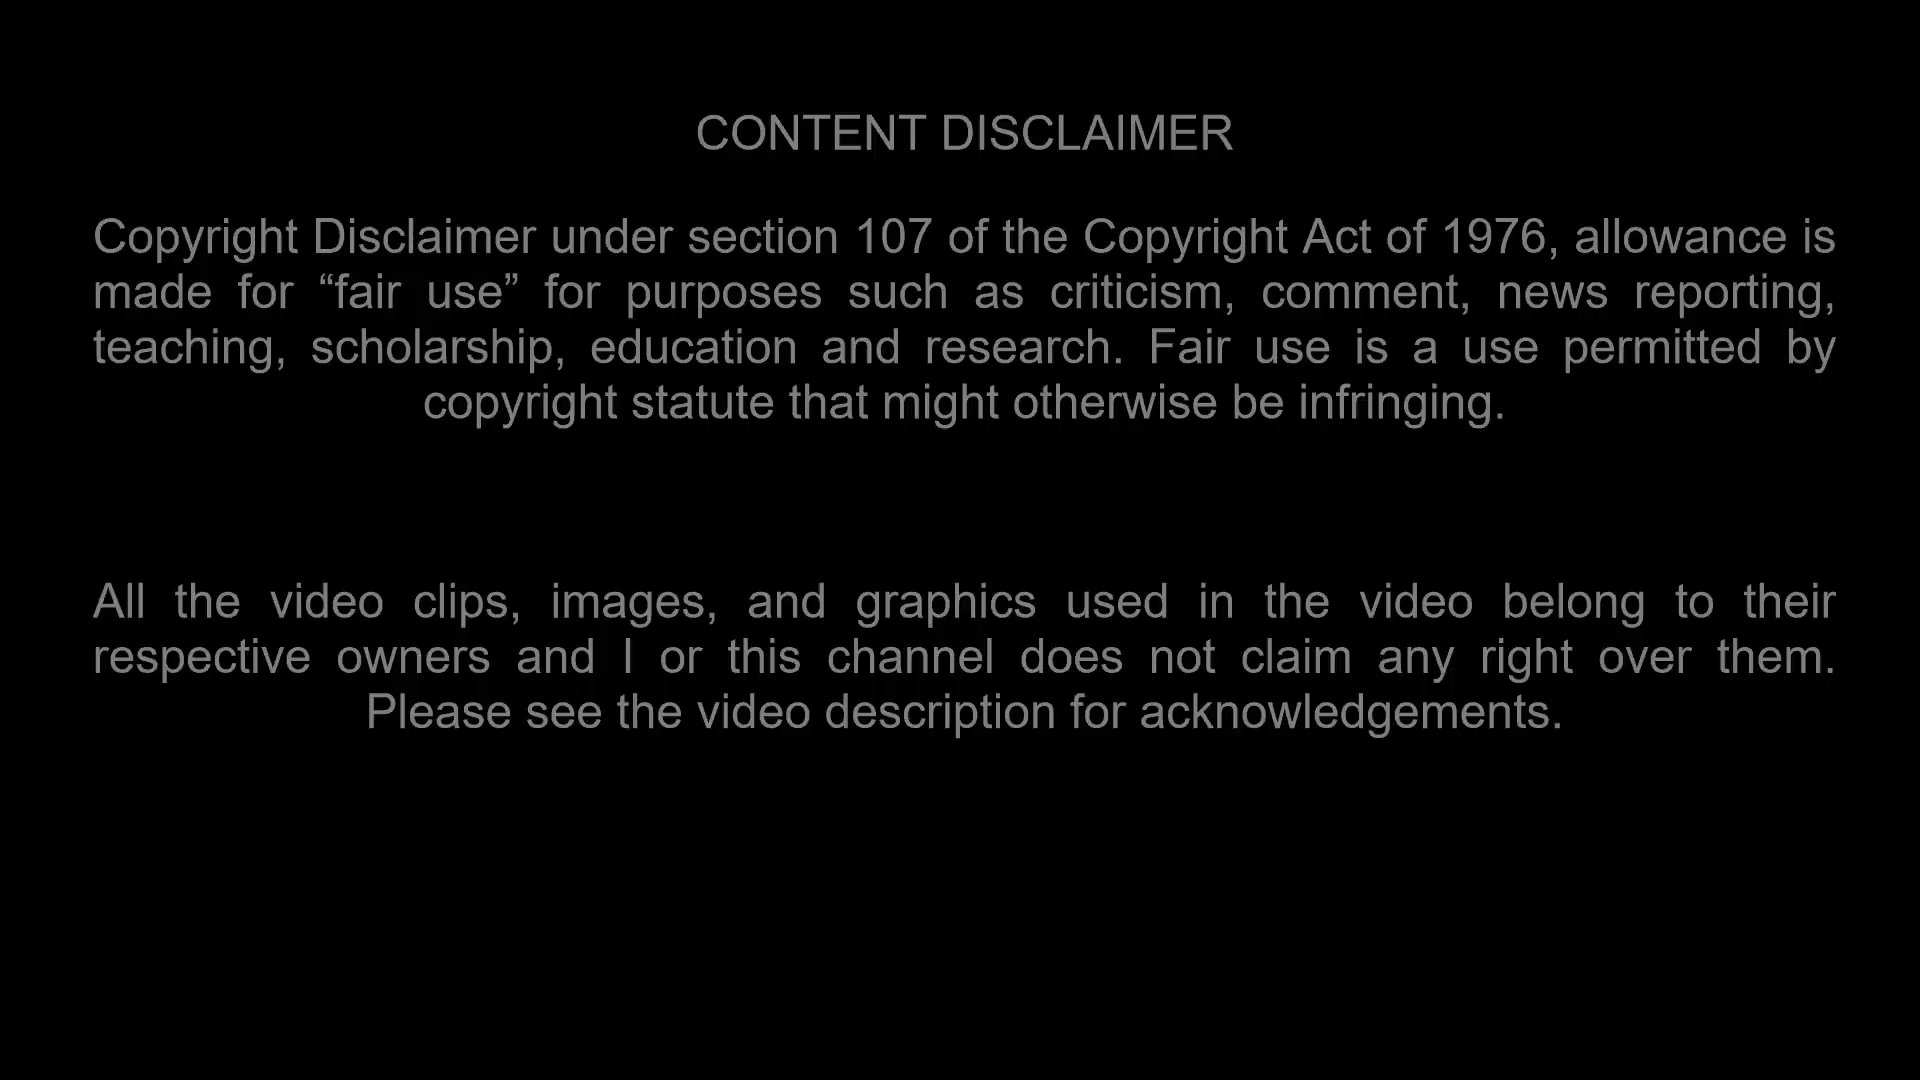 CONTENT DISCLAIMER
Copyright Disclaimer under section 107 of the Copyright Act of 1976, allowance is
made for “fair use” for purposes such as criticism, comment, news reporting,
teaching, scholarship, education and research. Fair use is a use permitted by
copyright statute that might otherwise be infringing.
All the video clips, images, and graphics used in the video belong to their
respective owners and I or this channel does not claim any right over them.
Please see the video description for acknowledgements.